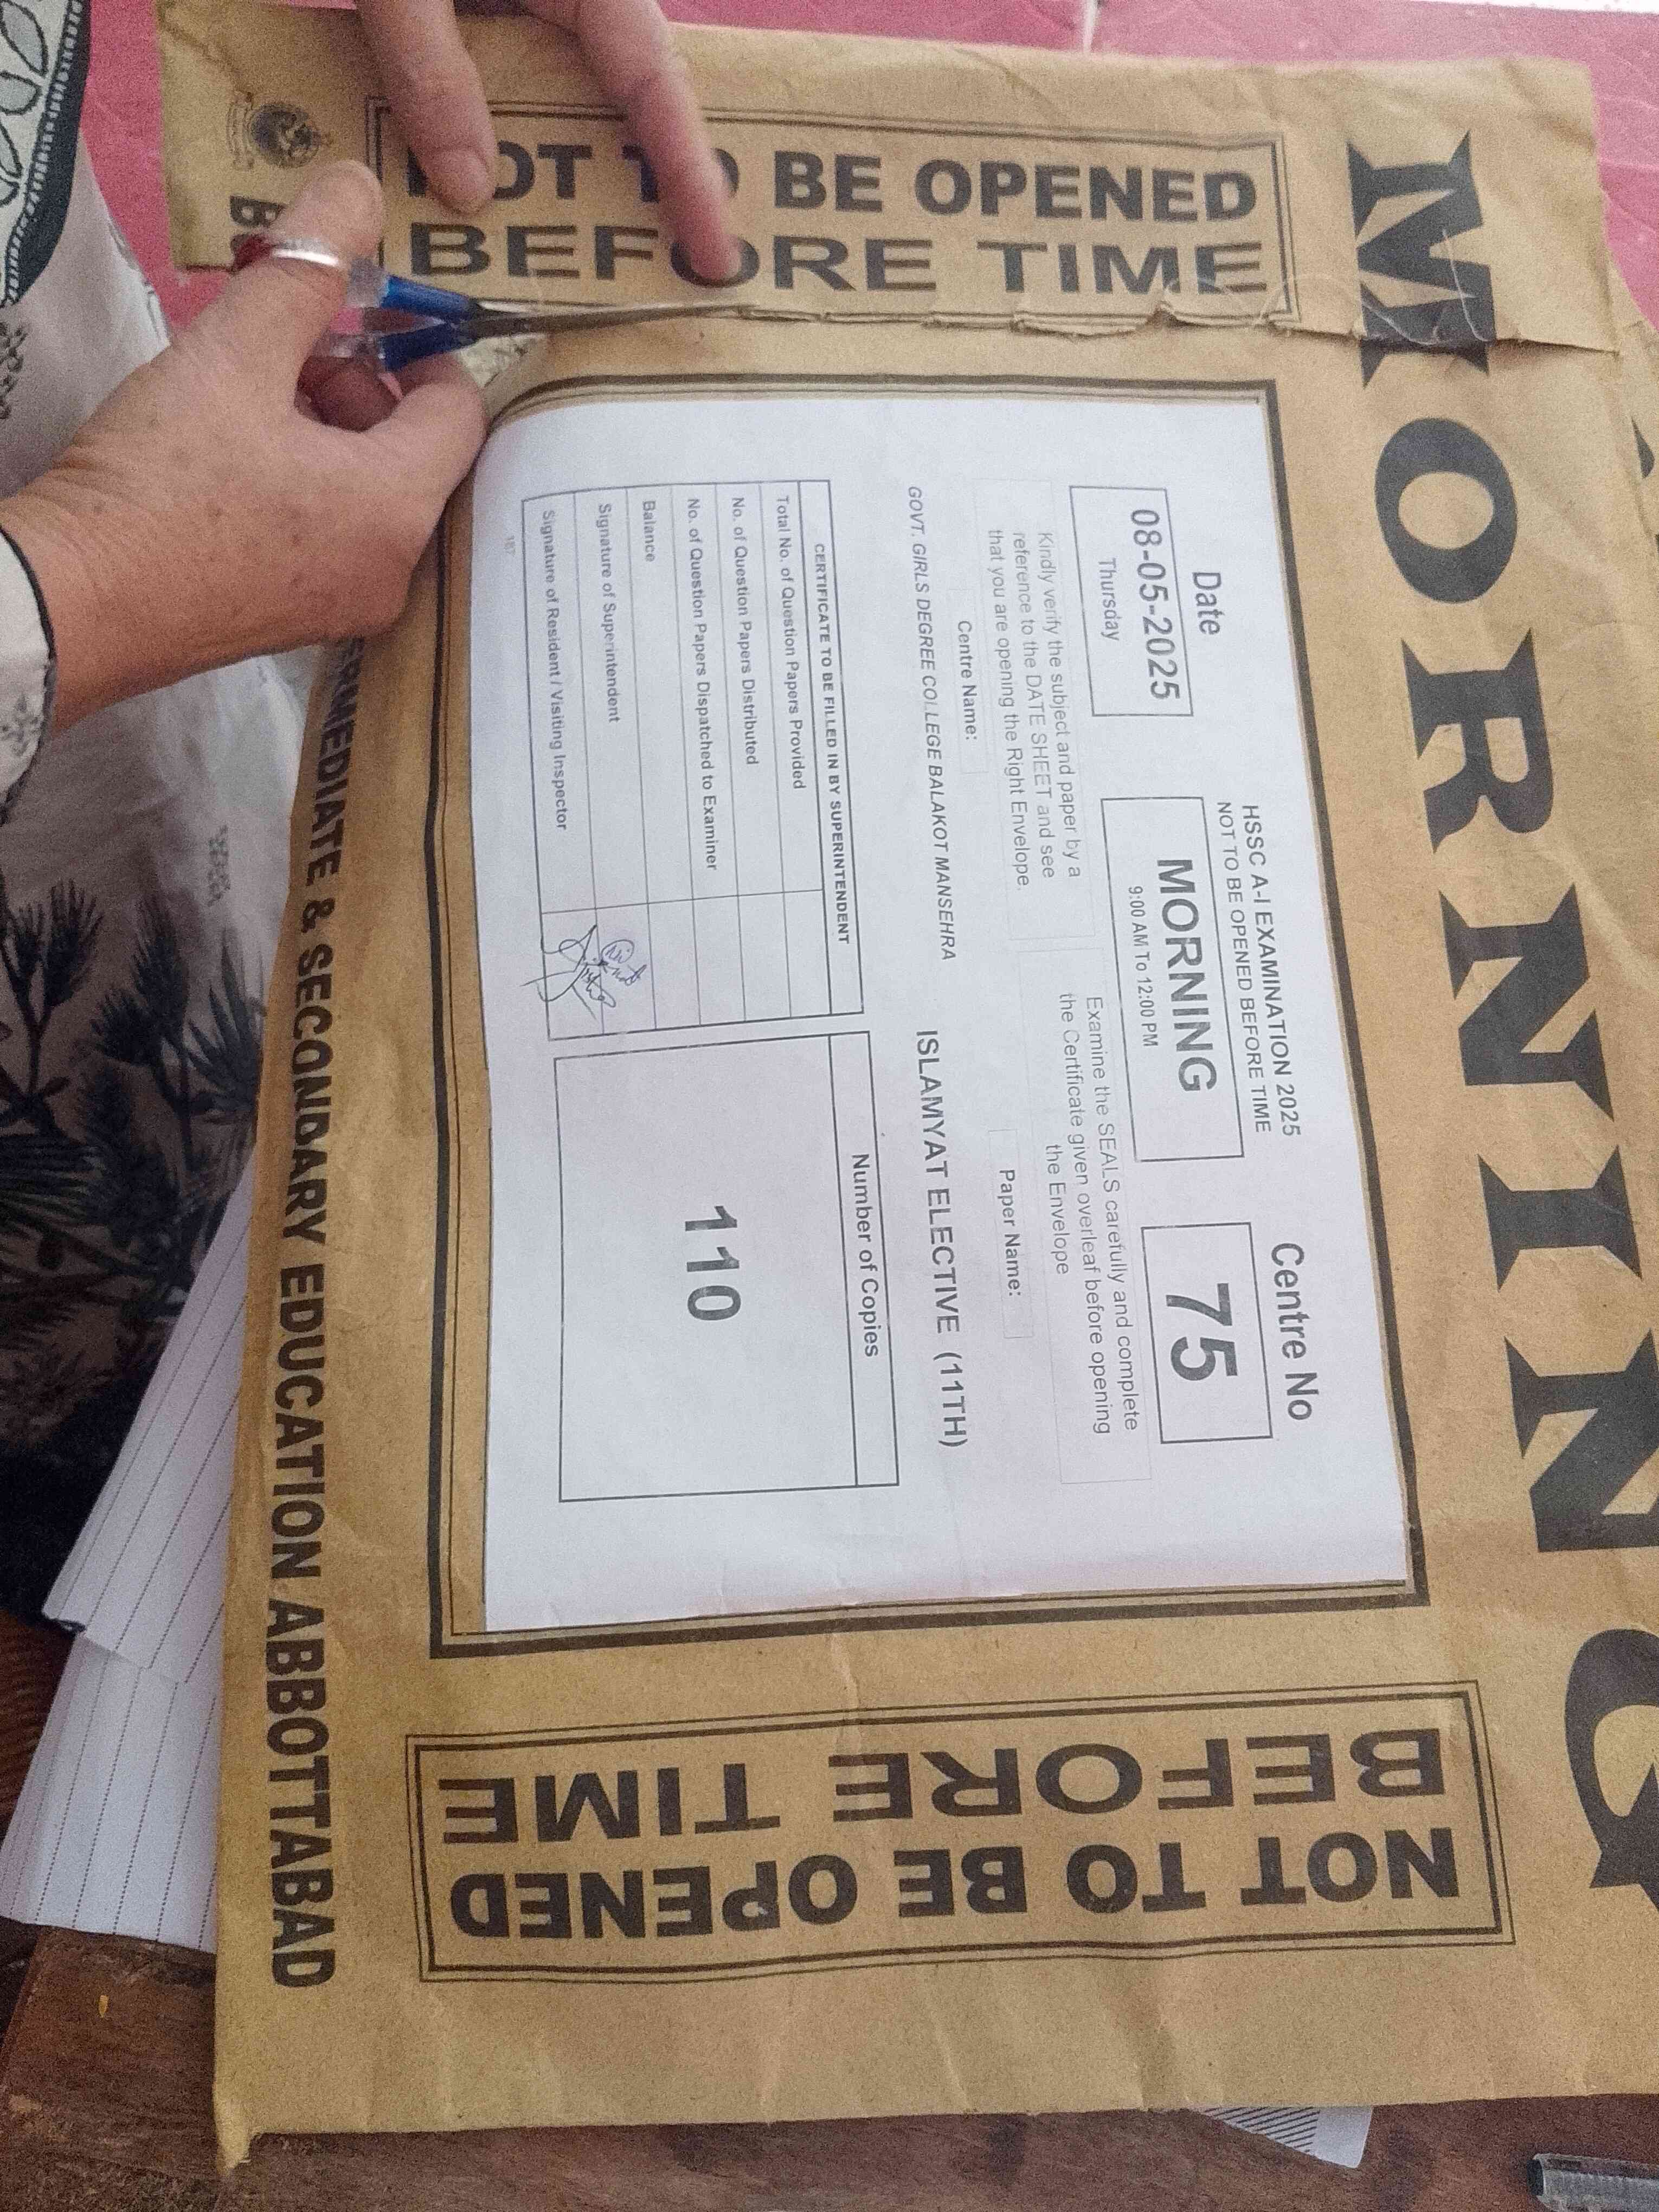 MORNING
NOT TO BE OPENED
BEFORE TIME
HSSC A-I EXAMINATION 2025
NOT TO BE OPENED BEFORE TIME
Date
08-05-2025
Thursday
MORNING
9:00 AM To 12:00 PM
Centre No
75
Kindly verify the subject and paper by a
reference to the DATE SHEET and see
that you are opening the Right Envelope.
Examine the SEALS carefully and complete
the Certificate given overleaf before opening
the Envelope
Centre Name:
Paper Name:
GOVT. GIRLS DEGREE COLLEGE BALAKOT MANSEHRA
ISLAMYAT ELECTIVE (11TH)
CERTIFICATE TO BE FILLED IN BY SUPERINTENDENT
Total No. of Question Papers Provided
No. of Question Papers Distributed
No. of Question Papers Dispatched to Examiner
Balance
Signature of Superintendent
Signature of Resident / Visiting Inspector
Number of Copies
110
187
NOT TO BE OPENED
BEFORE TIME
MEDIATE & SECONDARY EDUCATION ABBOTTABAD